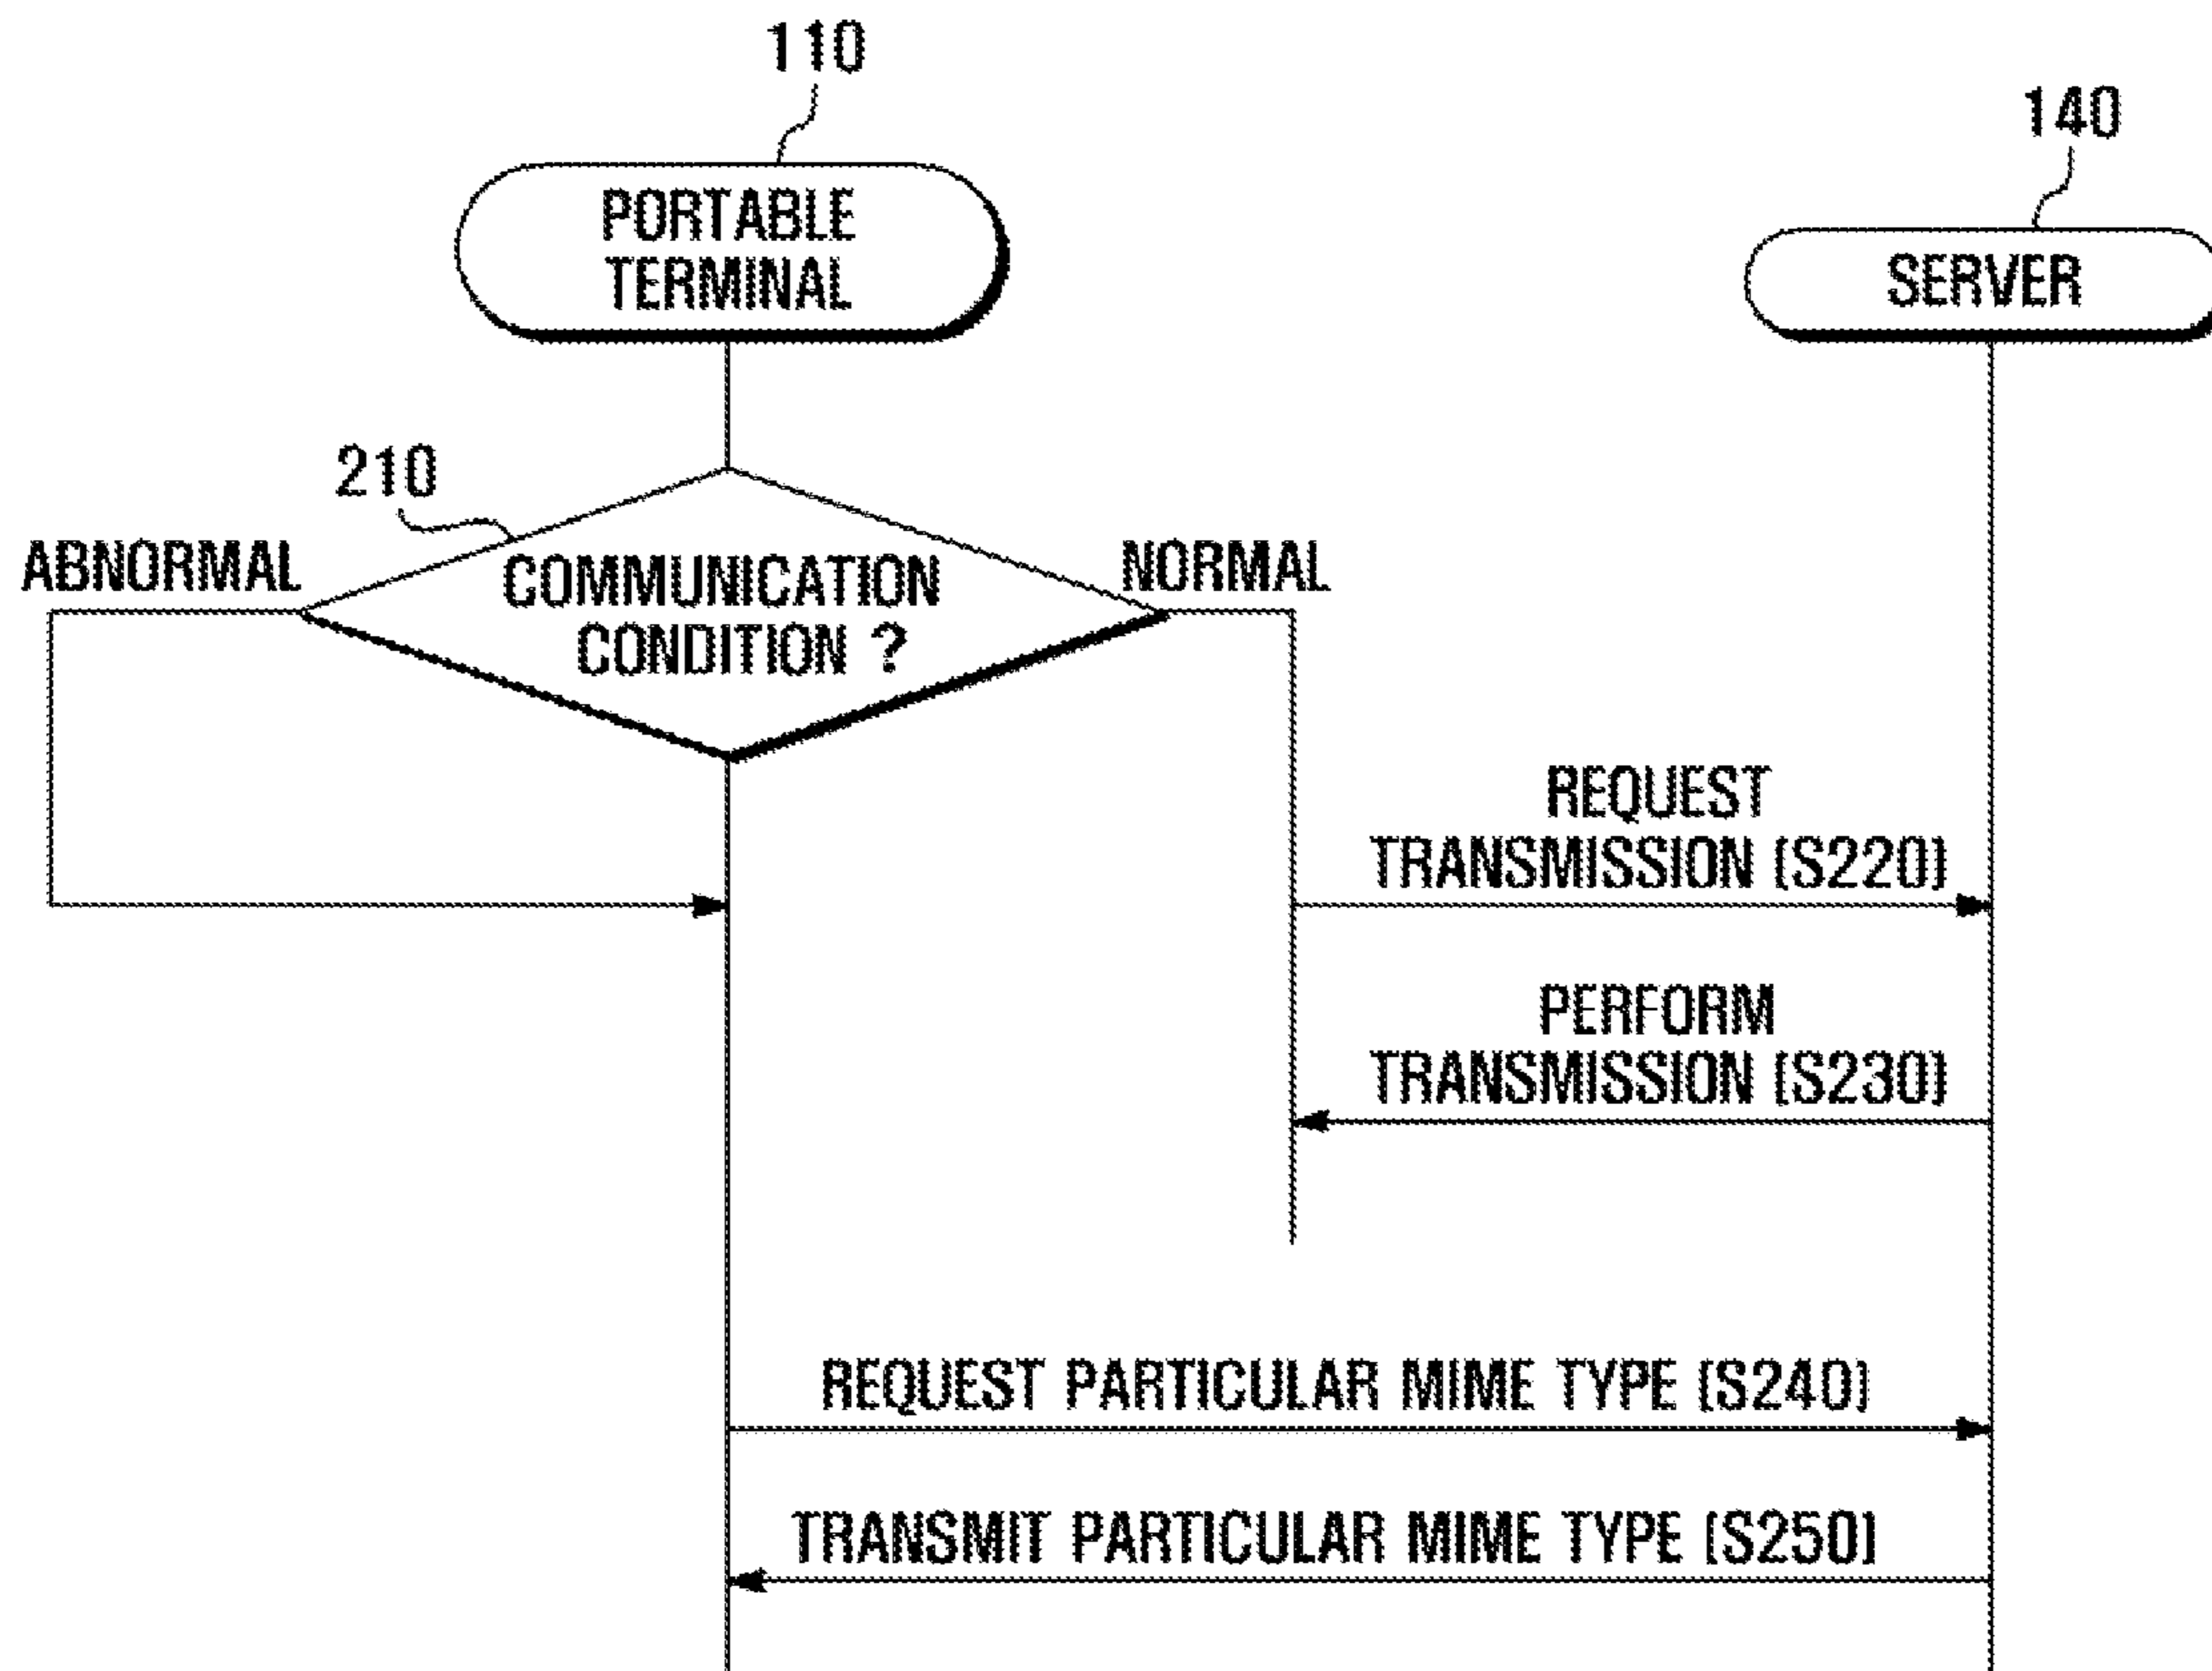 110
140
PORTABLE
TERMINAL
SERVER
210
ABNORMAL
NORMAL
COMMUNICATION
CONDITION ?
REQUEST
TRANSMISSION (S220)
PERFORM
TRANSMISSION (S230)
REQUEST PARTICULAR MIME TYPE (S240)
TRANSMIT PARTICULAR MIME TYPE (S250)